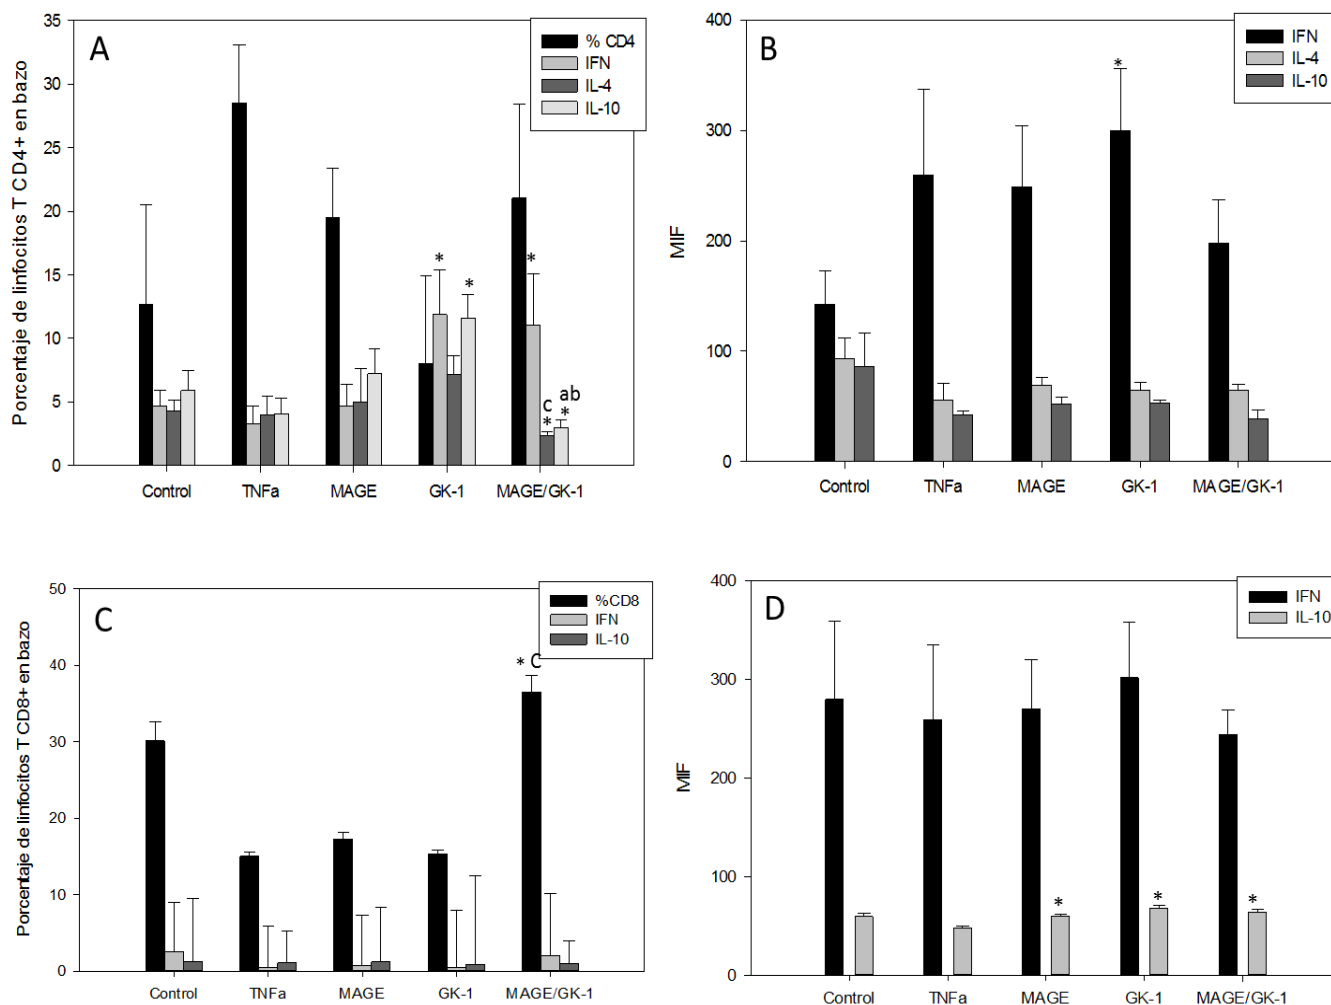 A
Porcentaje de linfocitos T CD4+ en bazo
35
30
25
20
15
10
5
0
% CD4
IFN
IL-4
IL-10
*
*
*
c
*
ab
*
Control
TNFa
MAGE
GK-1
MAGE/GK-1
B
MIF
400
300
200
100
0
IFN
IL-4
IL-10
*
Control
TNFa
MAGE
GK-1
MAGE/GK-1
C
Porcentaje de linfocitos T CD8+ en bazo
50
40
30
20
10
0
%CD8
IFN
IL-10
* C
Control
TNFa
MAGE
GK-1
MAGE/GK-1
D
MIF
400
300
200
100
0
IFN
IL-10
*
*
*
Control
TNFa
MAGE
GK-1
MAGE/GK-1